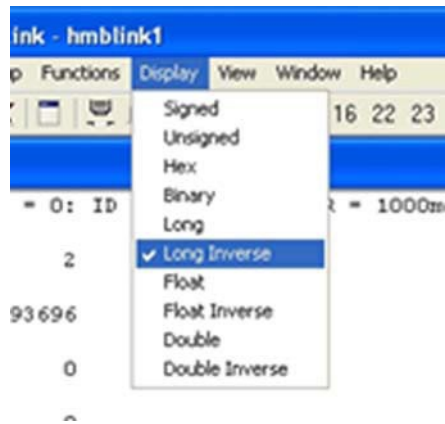 ink - hmblink1
p Functions Display View Window Help
16 22 23
Signed
Unsigned
Hex
Binary
Long
✓ Long Inverse
Float
Float Inverse
Double
Double Inverse
= 0: ID
R = 1000m
2
93696
0